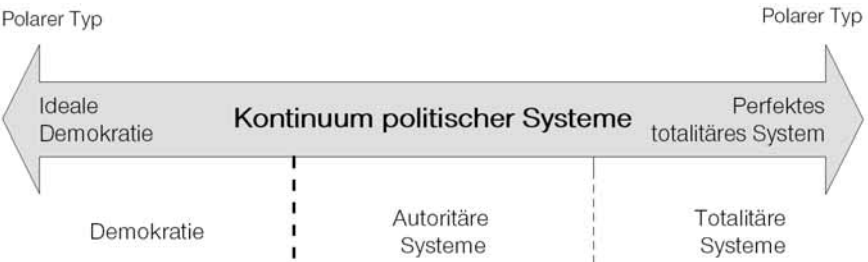 Polarer Typ
Polarer Typ
Ideale
Demokratie
Kontinuum politischer Systeme
Perfektes
totalitäres System
Demokratie
Autoritäre
Systeme
Totalitäre
Systeme